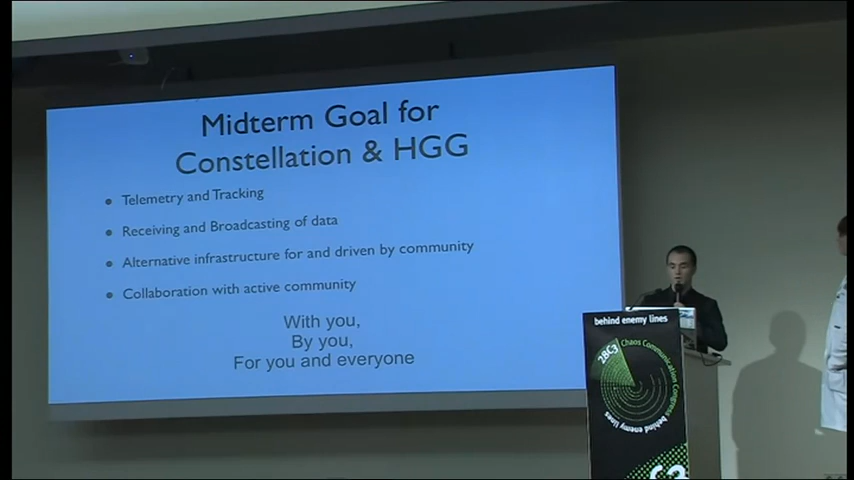 Midterm Goal for
Constellation & HGG
Telemetry and Tracking
Receiving and Broadcasting of data
Alternative infrastructure for and driven by community
Collaboration with active community
With you,
By you,
For you and everyone
behind enemy lines
28C3 Chaos Communication Congress behind enemy lines
C3